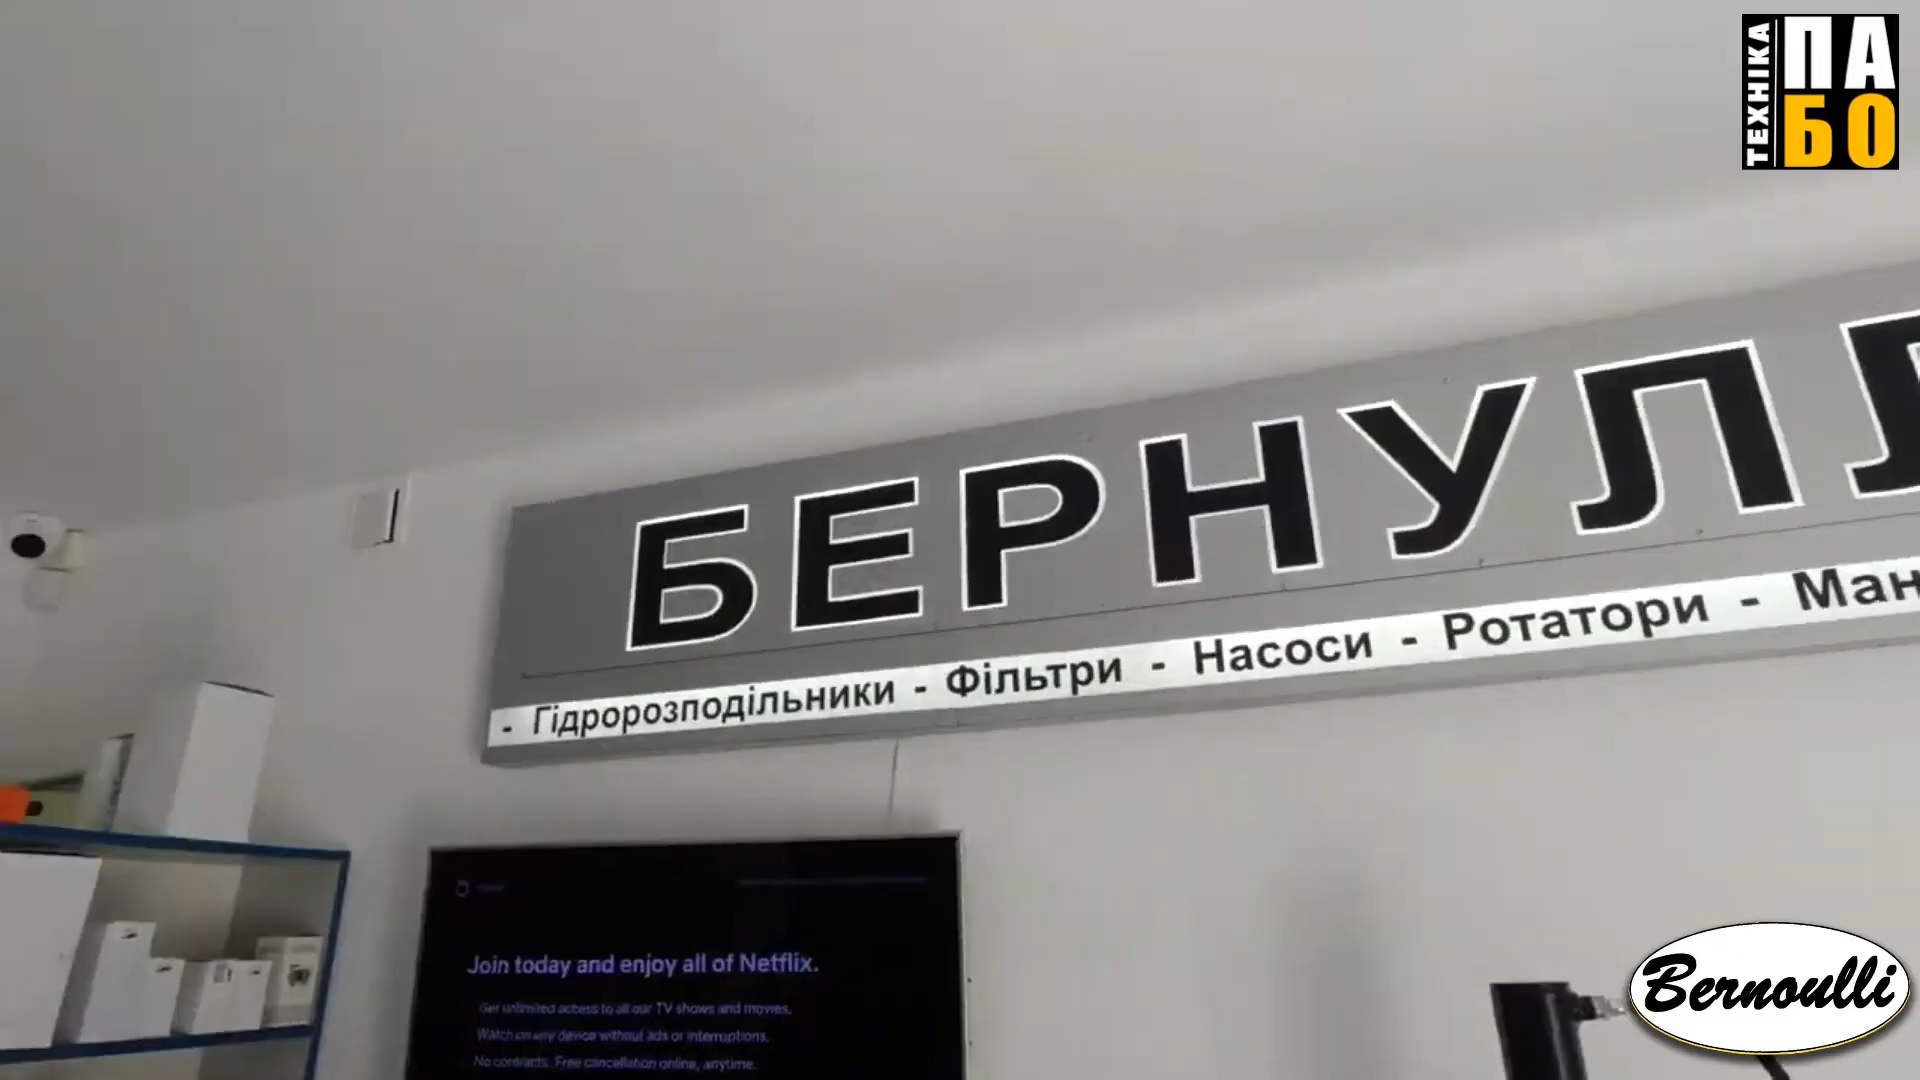 ТЕХНІКА
ПА
БО
БЕРНУЛЛ
- Гідророзподільники - Фільтри - Насоси - Ротатори - Ман
Join today and enjoy all of Netflix.
Get unlimited access to all our TV shows and movies.
Watch on any device without ads or interruptions.
No contracts. Free cancellation online, anytime.
Bernoulli